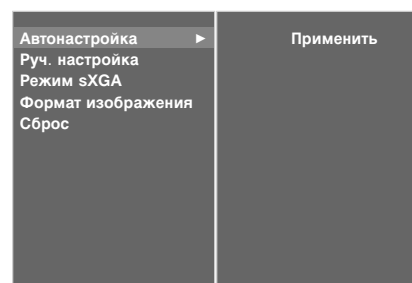 Автонастройка ► Применить
Руч. настройка
Режим sXGA
Формат изображения
Сброс